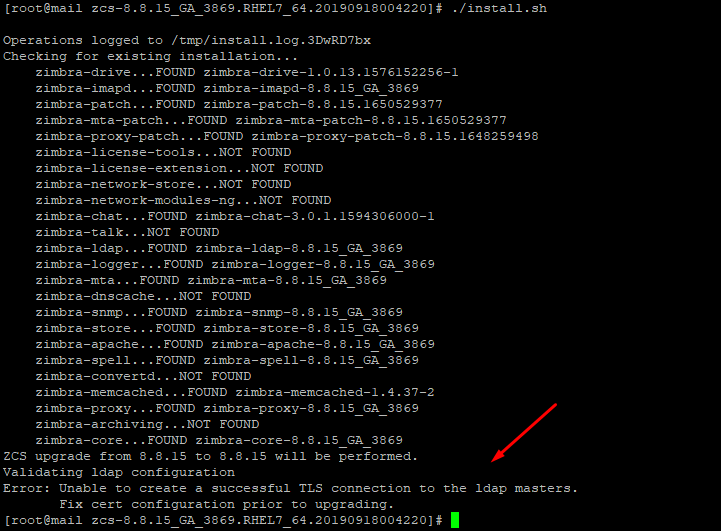 [root@mail zcs-8.8.15_GA_3869.RHEL7_64.20190918004220]# ./install.sh
Operations logged to /tmp/install.log.3DwRD7bx
Checking for existing installation...
zimbra-drive...FOUND zimbra-drive-1.0.13.1576152256-1
zimbra-imapd...FOUND zimbra-imapd-8.8.15_GA_3869
zimbra-patch...FOUND zimbra-patch-8.8.15.1650529377
zimbra-mta-patch...FOUND zimbra-mta-patch-8.8.15.1650529377
zimbra-proxy-patch...FOUND zimbra-proxy-patch-8.8.15.1648259498
zimbra-license-tools...NOT FOUND
zimbra-license-extension...NOT FOUND
zimbra-network-store...NOT FOUND
zimbra-network-modules-ng...NOT FOUND
zimbra-chat...FOUND zimbra-chat-3.0.1.1594306000-1
zimbra-talk...NOT FOUND
zimbra-ldap...FOUND zimbra-ldap-8.8.15_GA_3869
zimbra-logger...FOUND zimbra-logger-8.8.15_GA_3869
zimbra-mta...FOUND zimbra-mta-8.8.15_GA_3869
zimbra-dnscache...NOT FOUND
zimbra-snmp...FOUND zimbra-snmp-8.8.15_GA_3869
zimbra-store...FOUND zimbra-store-8.8.15_GA_3869
zimbra-apache...FOUND zimbra-apache-8.8.15_GA_3869
zimbra-spell...FOUND zimbra-spell-8.8.15_GA_3869
zimbra-convertd...NOT FOUND
zimbra-memcached...FOUND zimbra-memcached-1.4.37-2
zimbra-proxy...FOUND zimbra-proxy-8.8.15_GA_3869
zimbra-archiving...NOT FOUND
zimbra-core...FOUND zimbra-core-8.8.15_GA_3869
ZCS upgrade from 8.8.15 to 8.8.15 will be performed.
Validating ldap configuration
Error: Unable to create a successful TLS connection to the ldap masters.
Fix cert configuration prior to upgrading.
[root@mail zcs-8.8.15_GA_3869.RHEL7_64.20190918004220]#